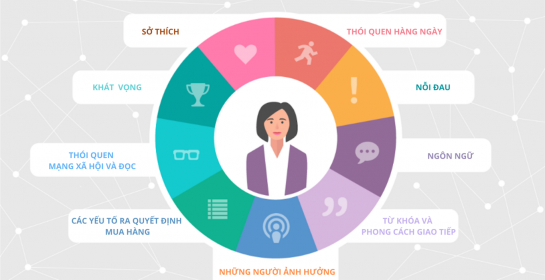 SỞ THÍCH
THÓI QUEN HÀNG NGÀY
KHÁT VỌNG
NỖI ĐAU
THÓI QUEN
MẠNG XÃ HỘI VÀ ĐỌC
NGÔN NGỮ
CÁC YẾU TỐ RA QUYẾT ĐỊNH
MUA HÀNG
TỪ KHÓA VÀ
PHONG CÁCH GIAO TIẾP
NHỮNG NGƯỜI ẢNH HƯỞNG